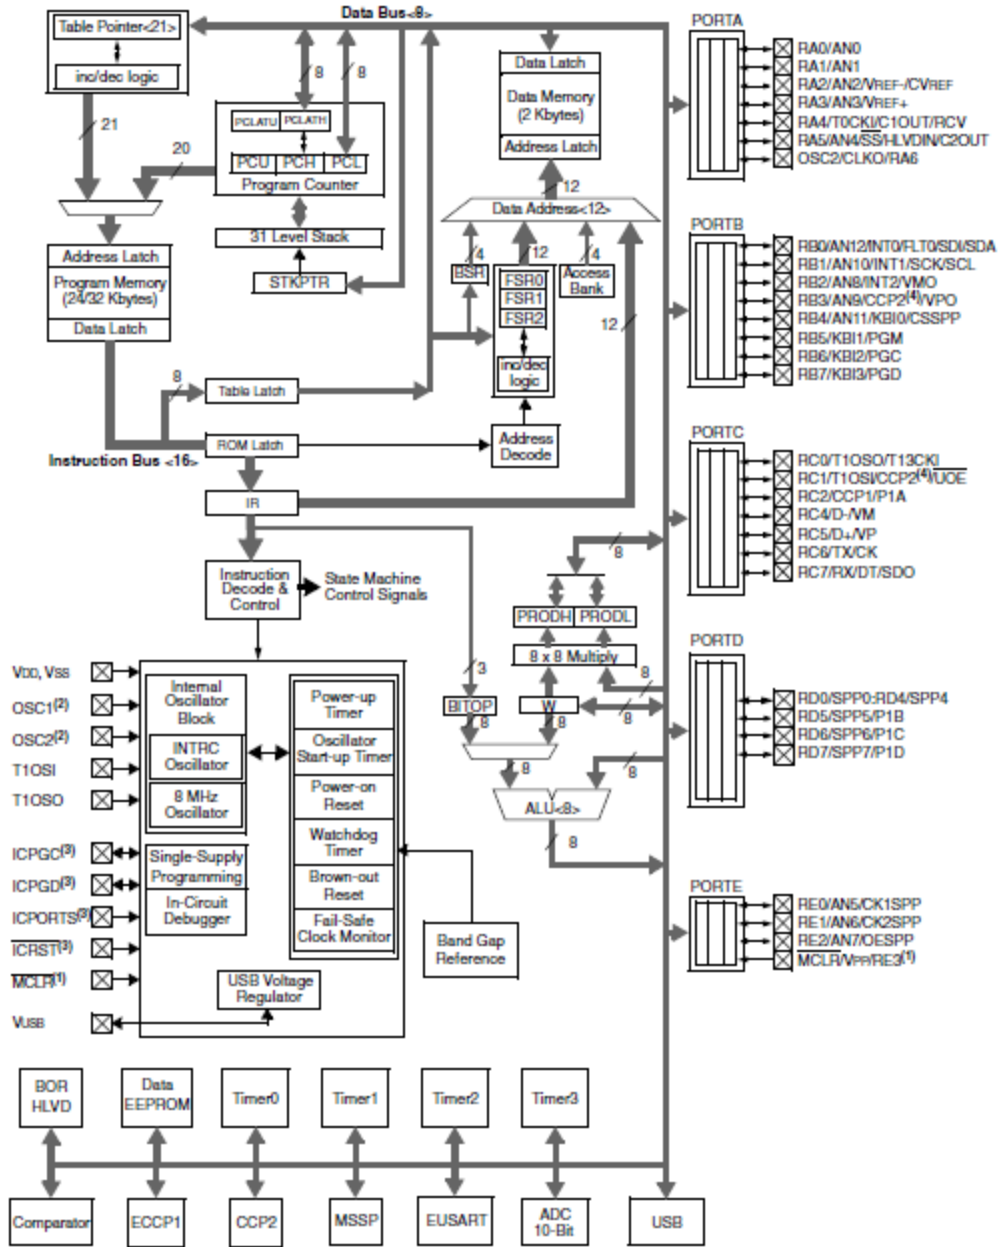 Data Bus<8>
Table Pointer<21>
inc/dec logic
21
20
8
8
PCLATU
PCLATH
PCU
PCH
PCL
Program Counter
31 Level Stack
STKPTR
Data Latch
Data Memory
(2 Kbytes)
Address Latch
12
Data Address<12>
4
12
4
BSR
FSR0
FSR1
FSR2
Access
Bank
12
inc/dec
logic
Address Latch
Program Memory
(24/32 Kbytes)
Data Latch
8
Table Latch
ROM Latch
Address
Decode
Instruction Bus <16>
IR
Instruction
Decode &
Control
State Machine
Control Signals
8
PRODH
PRODL
8 x 8 Multiply
3
8
BITOP
W
8
8
8
8
8
ALU<8>
8
VDD, VSS
OSC1(2)
OSC2(2)
T1OSI
T1OSO
ICPGC(3)
ICPGD(3)
ICPORTS(3)
ICRST(3)
MCLR(1)
VUSB
Internal
Oscillator
Block
INTRC
Oscillator
8 MHz
Oscillator
Single-Supply
Programming
In-Circuit
Debugger
Power-up
Timer
Oscillator
Start-up Timer
Power-on
Reset
Watchdog
Timer
Brown-out
Reset
Fail-Safe
Clock Monitor
Band Gap
Reference
USB Voltage
Regulator
PORTA
RA0/AN0
RA1/AN1
RA2/AN2/VREF-/CVREF
RA3/AN3/VREF+
RA4/T0CKI/C1OUT/RCV
RA5/AN4/SS/HLVDIN/C2OUT
OSC2/CLKO/RA6
PORTB
RB0/AN12/INT0/FLT0/SDI/SDA
RB1/AN10/INT1/SCK/SCL
RB2/AN8/INT2/VMO
RB3/AN9/CCP2(4)/VPO
RB4/AN11/KBI0/CSSPP
RB5/KBI1/PGM
RB6/KBI2/PGC
RB7/KBI3/PGD
PORTC
RC0/T1OSO/T13CKI
RC1/T1OSI/CCP2(4)/UOE
RC2/CCP1/P1A
RC4/D-/VM
RC5/D+/VP
RC6/TX/CK
RC7/RX/DT/SDO
PORTD
RD0/SPP0:RD4/SPP4
RD5/SPP5/P1B
RD6/SPP6/P1C
RD7/SPP7/P1D
PORTE
RE0/AN5/CK1SPP
RE1/AN6/CK2SPP
RE2/AN7/OESPP
MCLR/VPP/RE3(1)
BOR
HLVD
Data
EEPROM
Timer0
Timer1
Timer2
Timer3
Comparator
ECCP1
CCP2
MSSP
EUSART
ADC
10-Bit
USB